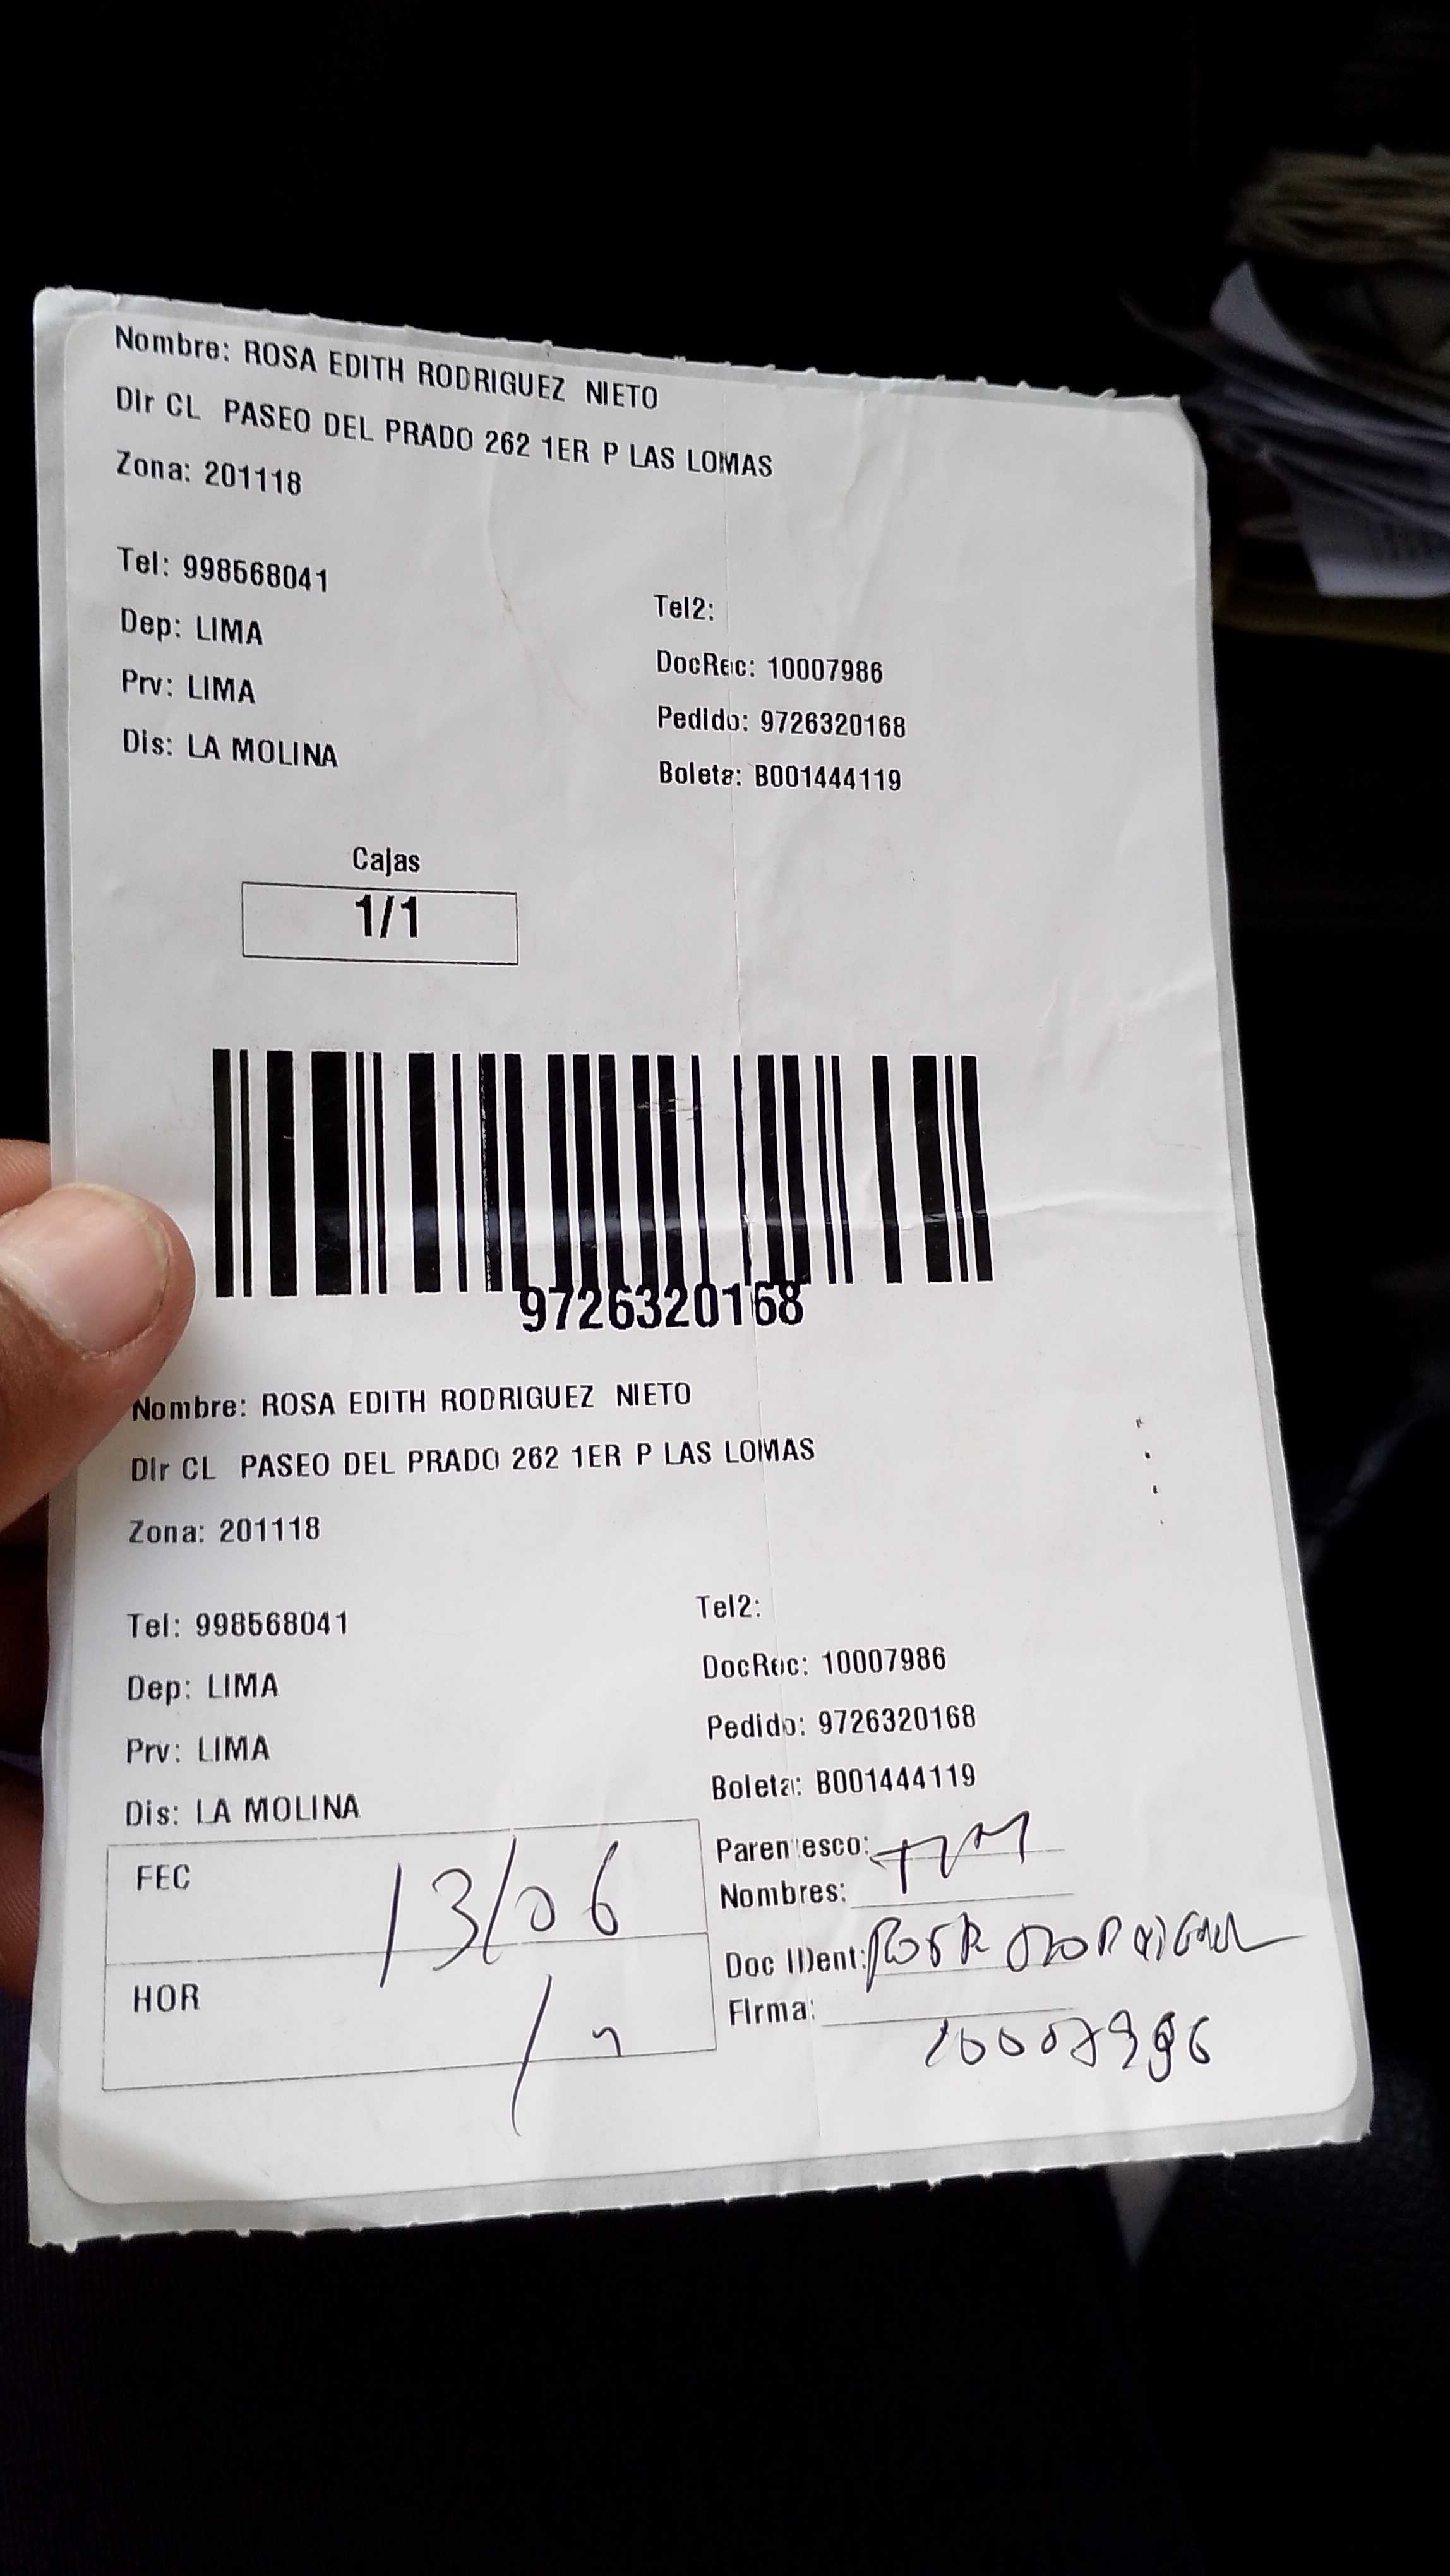 Nombre: ROSA EDITH RODRIGUEZ NIETO
Dir CL PASEO DEL PRADO 262 1ER P LAS LOMAS
Zona: 201118
Tel: 998568041
Tel2:
Dep: LIMA
DocRec: 10007986
Prv: LIMA
Pedido: 9726320168
Dis: LA MOLINA
Boleta: B001444119
Cajas
1/1
9726320168
Nombre: ROSA EDITH RODRIGUEZ NIETO
Dir CL PASEO DEL PRADO 262 1ER P LAS LOMAS
Zona: 201118
Tel: 998568041
Tel2:
Dep: LIMA
DocRec: 10007986
Prv: LIMA
Pedido: 9726320168
Dis: LA MOLINA
Boleta: B001444119
FEC 13/06
Parentesco:
Nombres:
HOR
Doc Ident: ROSA
Firma:
10007986